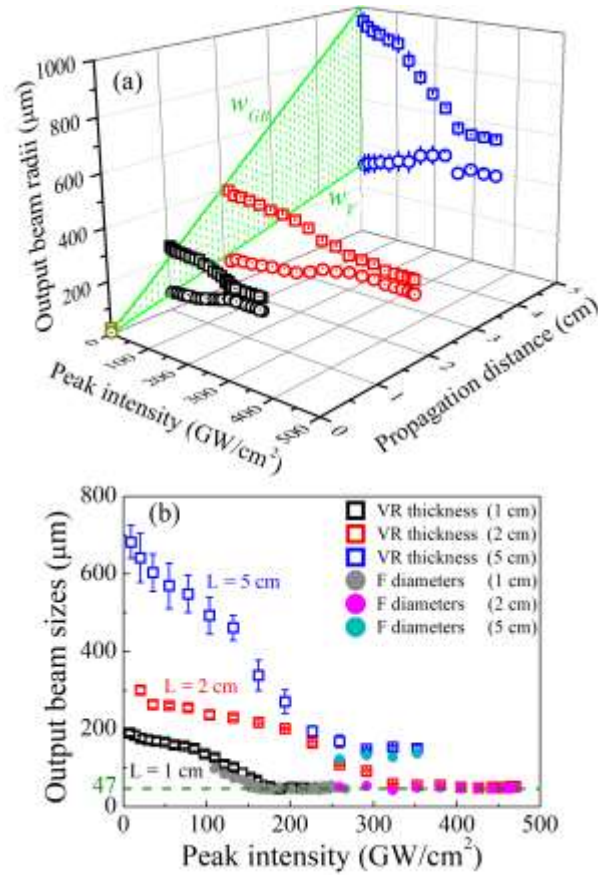 (a)
1000
800
600
400
200
0
Output beam radii (μm)
w_GB
w_r
0
100
200
300
400
500
Peak intensity (GW/cm²)
0
1
2
3
4
5
Propagation distance (cm)
(b)
800
600
400
200
47
0
Output beam sizes (μm)
VR thickness (1 cm)
VR thickness (2 cm)
VR thickness (5 cm)
F diameters (1 cm)
F diameters (2 cm)
F diameters (5 cm)
L = 5 cm
L = 2 cm
L = 1 cm
0 100 200 300 400 500
Peak intensity (GW/cm²)